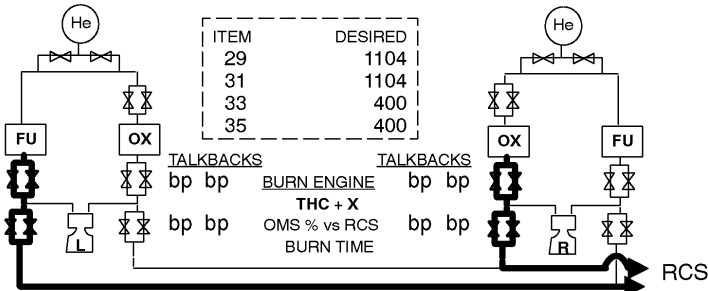 He
He
ITEM DESIRED
29 1104
31 1104
33 400
35 400
FU OX
OX FU
TALKBACKS
TALKBACKS
bp bp BURN ENGINE bp bp
THC + X
bp bp OMS % vs RCS bp bp
BURN TIME
L
R
RCS